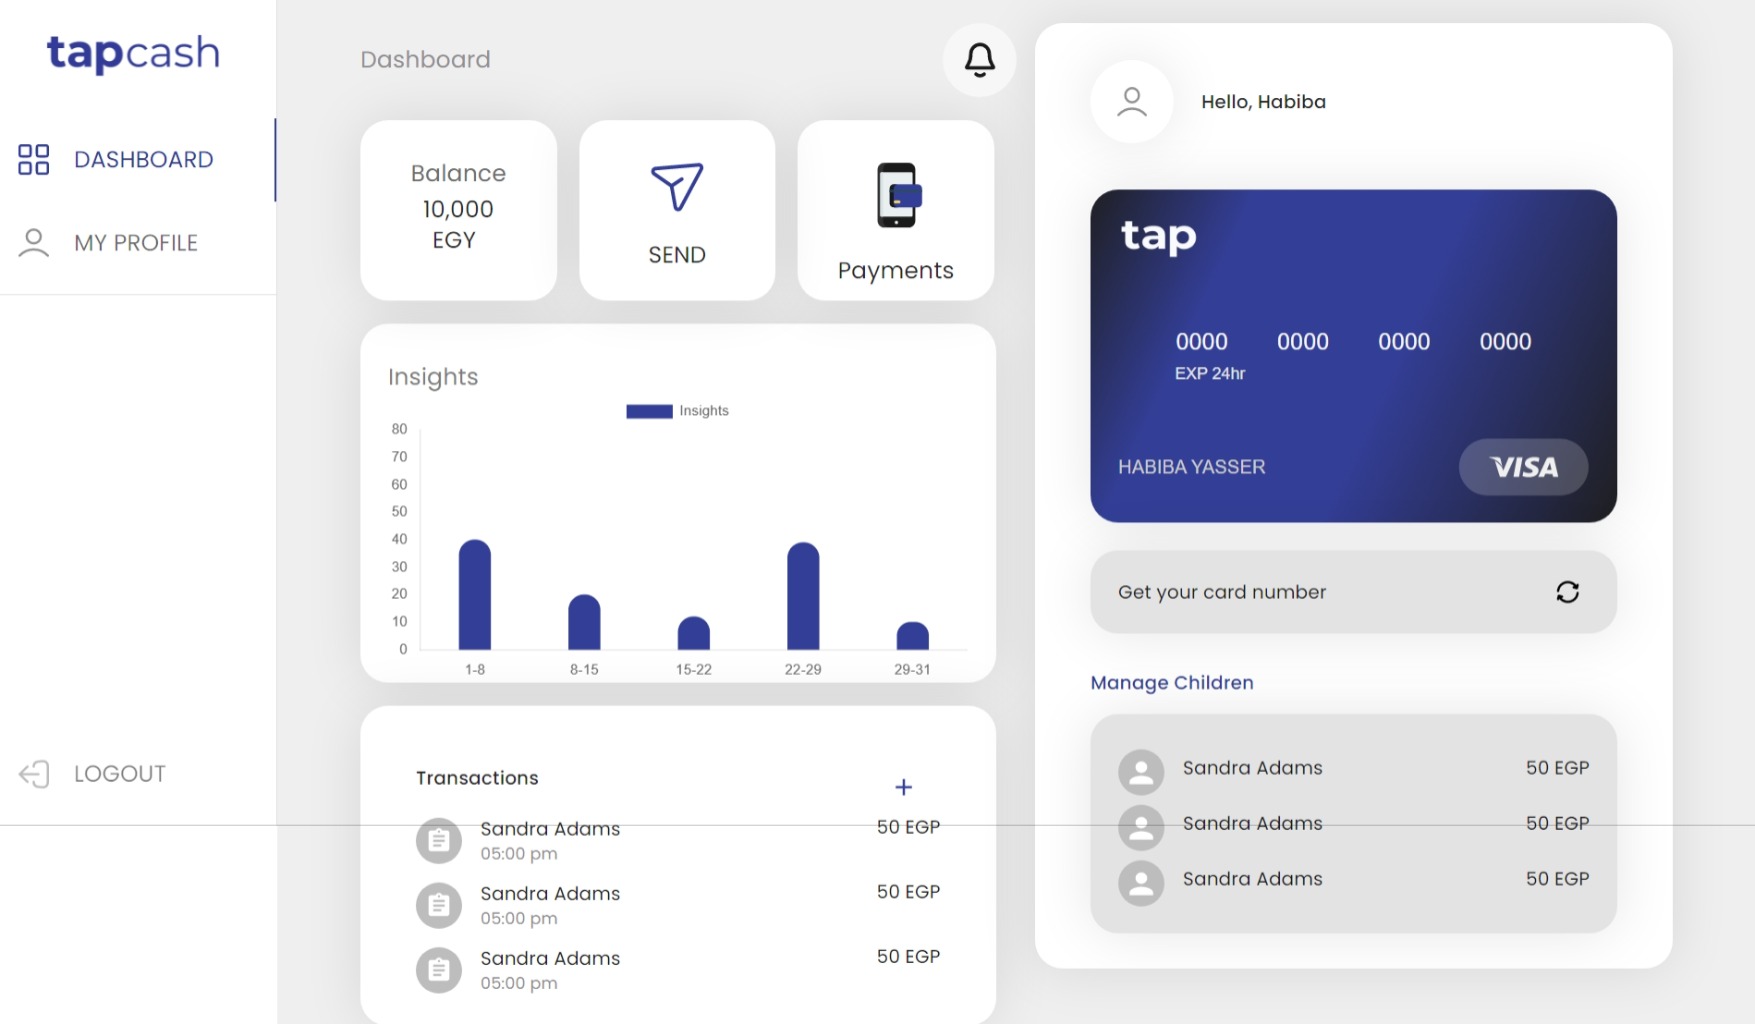 tapcash
DASHBOARD
MY PROFILE
LOGOUT
Dashboard
Balance
10,000
EGY
SEND
Payments
Insights
Insights
80
70
60
50
40
30
20
10
0
1-8 8-15 15-22 22-29 29-31
Transactions +
Sandra Adams 50 EGP
05:00 pm
Sandra Adams 50 EGP
05:00 pm
Sandra Adams 50 EGP
05:00 pm
Hello, Habiba
tap
0000 0000 0000 0000
EXP 24hr
HABIBA YASSER VISA
Get your card number
Manage Children
Sandra Adams 50 EGP
Sandra Adams 50 EGP
Sandra Adams 50 EGP